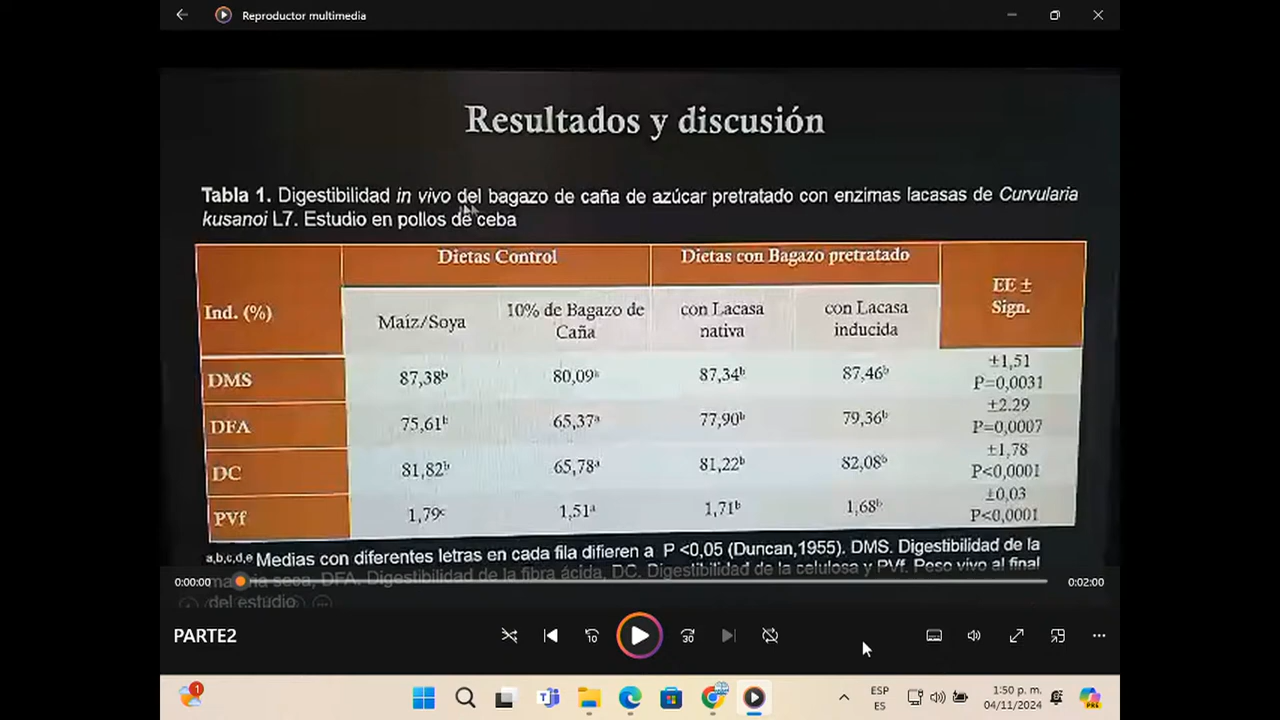 Reproductor multimedia
Resultados y discusión
Tabla 1. Digestibilidad in vivo del bagazo de caña de azúcar pretratado con enzimas lacasas de Curvularia
kusanoi L7. Estudio en pollos de ceba
Ind. (%)
Dietas Control
Dietas con Bagazo pretratado
EE ±
Sign.
Maíz/Soya
10% de Bagazo de
Caña
con Lacasa
nativa
con Lacasa
inducida
DMS 87,38ᵇ 80,09ᵃ 87,34ᵇ 87,46ᵇ ±1,51
P=0,0031
DFA 75,61ᵇ 65,37ᵃ 77,90ᵇ 79,36ᵇ ±2.29
P=0,0007
DC 81,82ᵇ 65,78ᵃ 81,22ᵇ 82,08ᵇ ±1,78
P<0,0001
PVf 1,79ᶜ 1,51ᵃ 1,71ᵇ 1,68ᵇ ±0,03
P<0,0001
a,b,c,d,e Medias con diferentes letras en cada fila difieren a P <0,05 (Duncan,1955). DMS. Digestibilidad de la
seca, DFA. Digestibilidad de la fibra ácida, DC. Digestibilidad de la celulosa y PVf. Peso vivo al final
del estudio.
0:00:00
0:02:00
PARTE2
10
30
1
ESP
ES
1:50 p. m.
04/11/2024
PRE